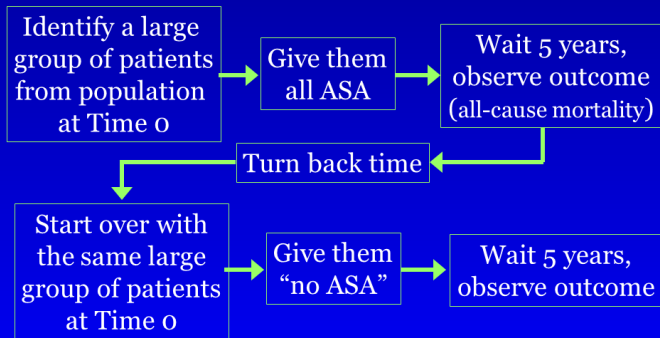 Identify a large
group of patients
from population
at Time 0
Give them
all ASA
Wait 5 years,
observe outcome
(all-cause mortality)
Turn back time
Start over with
the same large
group of patients
at Time 0
Give them
“no ASA”
Wait 5 years,
observe outcome